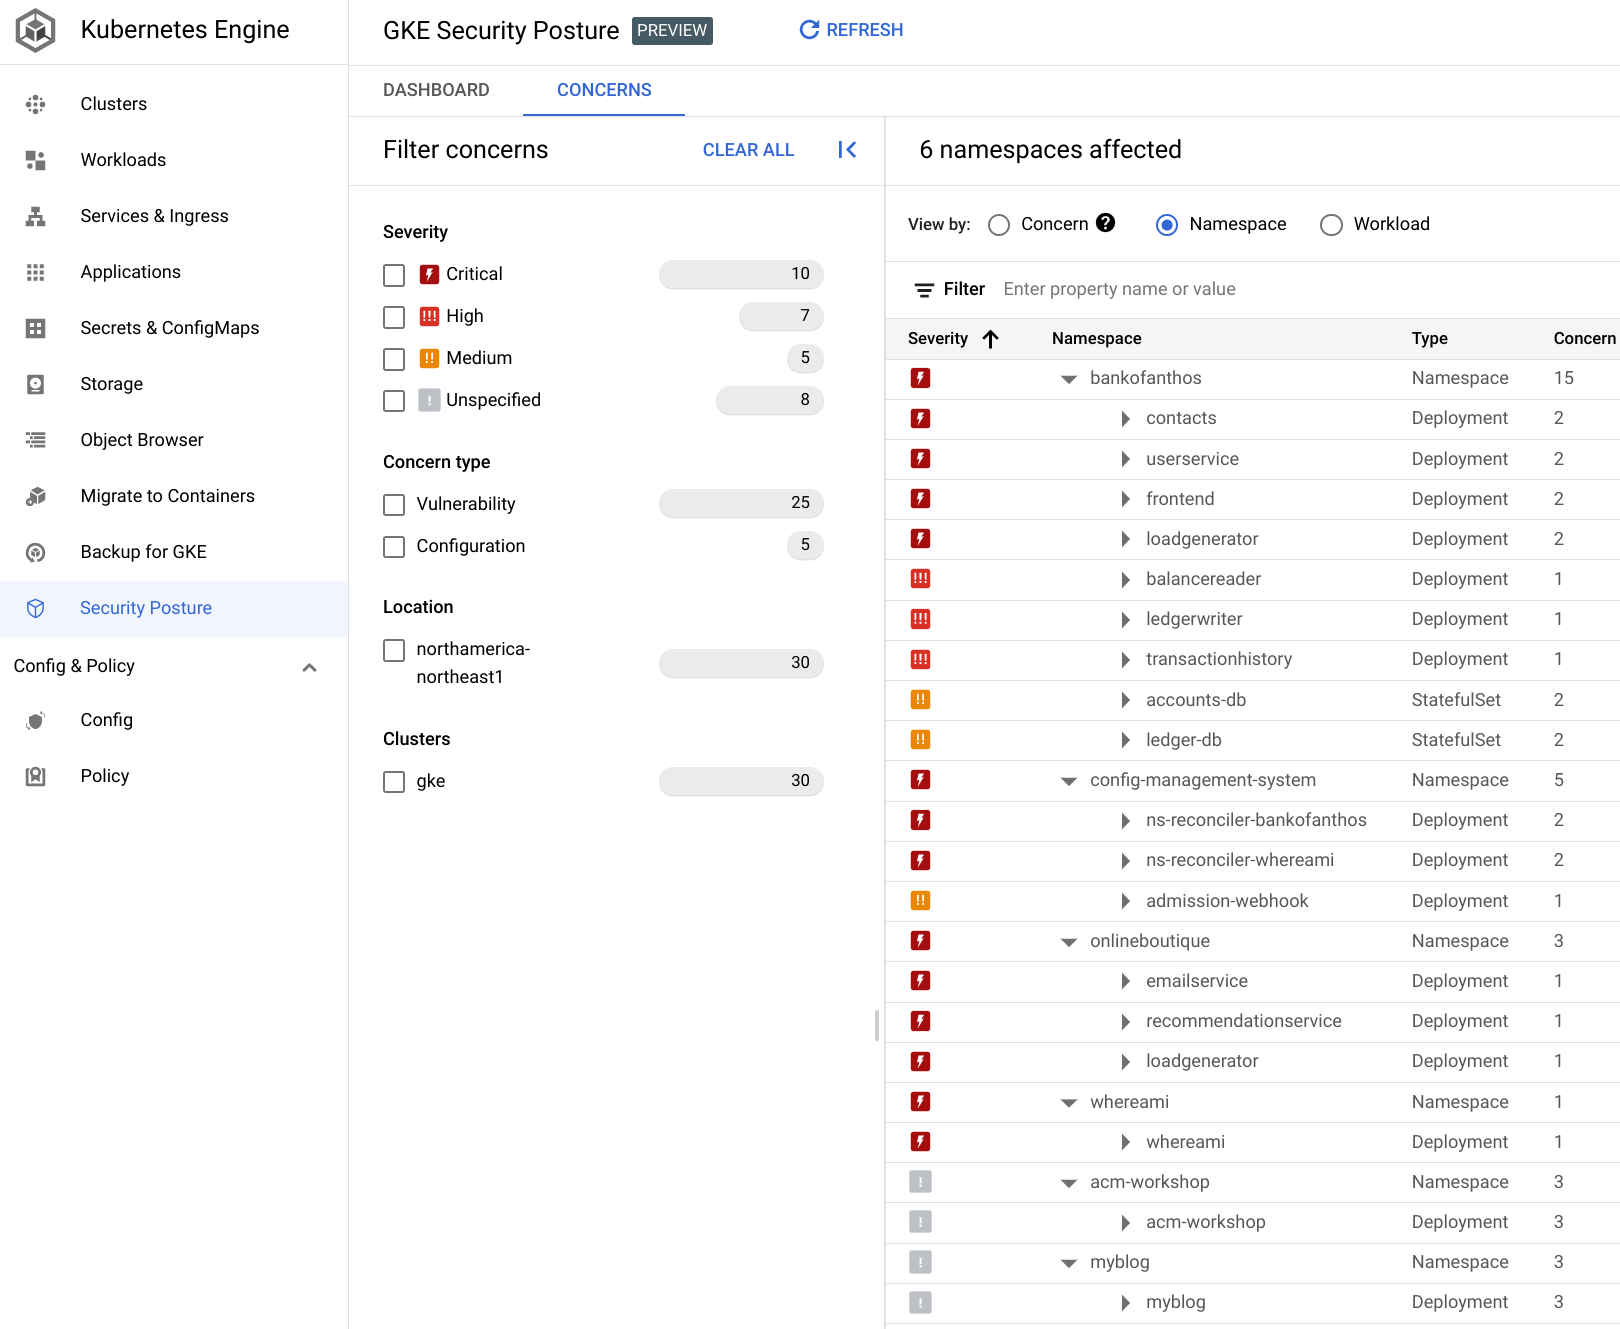 Kubernetes Engine
Clusters
Workloads
Services & Ingress
Applications
Secrets & ConfigMaps
Storage
Object Browser
Migrate to Containers
Backup for GKE
Security Posture
Config & Policy
Config
Policy
GKE Security Posture PREVIEW REFRESH
DASHBOARD CONCERNS
Filter concerns CLEAR ALL
Severity
Critical 10
!!! High 7
!! Medium 5
! Unspecified 8
Concern type
Vulnerability 25
Configuration 5
Location
northamerica-
northeast1 30
Clusters
gke 30
6 namespaces affected
View by: Concern ? Namespace Workload
Filter Enter property name or value
Severity Namespace Type Concern
bankofanthos Namespace 15
contacts Deployment 2
userservice Deployment 2
frontend Deployment 2
loadgenerator Deployment 2
!!! balancereader Deployment 1
!!! ledgerwriter Deployment 1
!!! transactionhistory Deployment 1
!! accounts-db StatefulSet 2
!! ledger-db StatefulSet 2
config-management-system Namespace 5
ns-reconciler-bankofanthos Deployment 2
ns-reconciler-whereami Deployment 2
!! admission-webhook Deployment 1
onlineboutique Namespace 3
emailservice Deployment 1
recommendationservice Deployment 1
loadgenerator Deployment 1
whereami Namespace 1
whereami Deployment 1
! acm-workshop Namespace 3
! acm-workshop Deployment 3
! myblog Namespace 3
! myblog Deployment 3